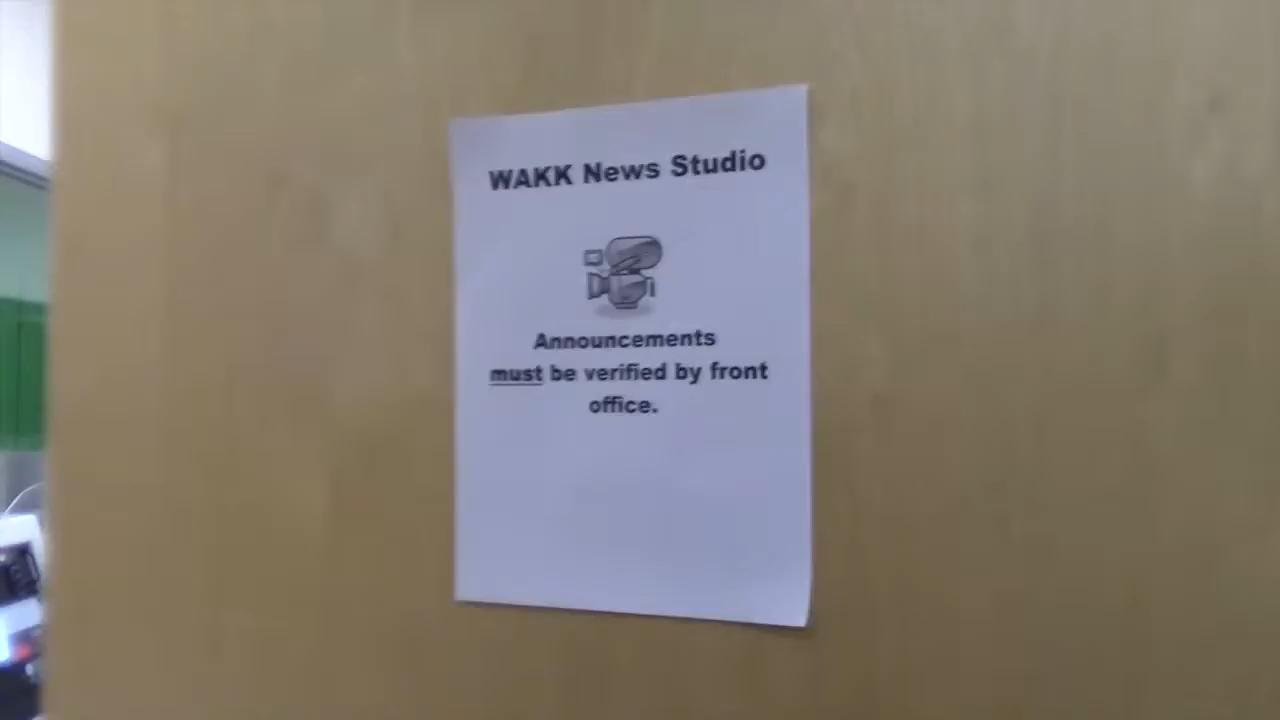 WAKK News Studio
Announcements
must be verified by front
office.